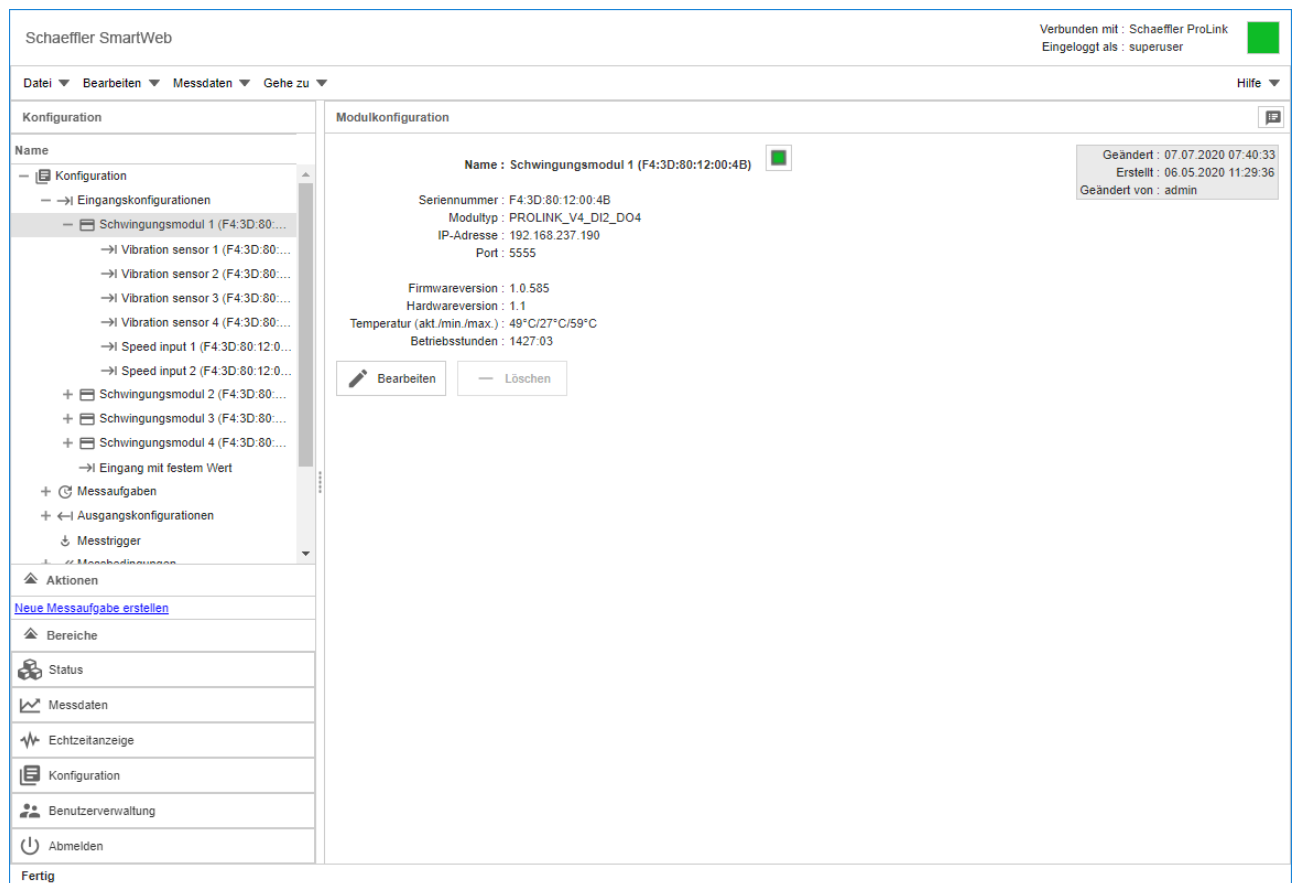 Schaeffler SmartWeb
Verbunden mit : Schaeffler ProLink
Eingeloggt als : superuser
Datei Bearbeiten Messdaten Gehe zu Hilfe
Konfiguration
Name
Konfiguration
Eingangskonfigurationen
Schwingungsmodul 1 (F4:3D:80:...
Vibration sensor 1 (F4:3D:80:...
Vibration sensor 2 (F4:3D:80:...
Vibration sensor 3 (F4:3D:80:...
Vibration sensor 4 (F4:3D:80:...
Speed input 1 (F4:3D:80:12:0...
Speed input 2 (F4:3D:80:12:0...
Schwingungsmodul 2 (F4:3D:80:...
Schwingungsmodul 3 (F4:3D:80:...
Schwingungsmodul 4 (F4:3D:80:...
Eingang mit festem Wert
Messaufgaben
Ausgangskonfigurationen
Messtrigger
Messbedingungen
Aktionen
Neue Messaufgabe erstellen
Bereiche
Status
Messdaten
Echtzeitanzeige
Konfiguration
Benutzerverwaltung
Abmelden
Modulkonfiguration
Name : Schwingungsmodul 1 (F4:3D:80:12:00:4B)
Geändert : 07.07.2020 07:40:33
Erstellt : 06.05.2020 11:29:36
Geändert von : admin
Seriennummer : F4:3D:80:12:00:4B
Modultyp : PROLINK_V4_DI2_DO4
IP-Adresse : 192.168.237.190
Port : 5555
Firmwareversion : 1.0.585
Hardwareversion : 1.1
Temperatur (akt./min./max.) : 49°C/27°C/59°C
Betriebsstunden : 1427:03
Bearbeiten
Löschen
Fertig